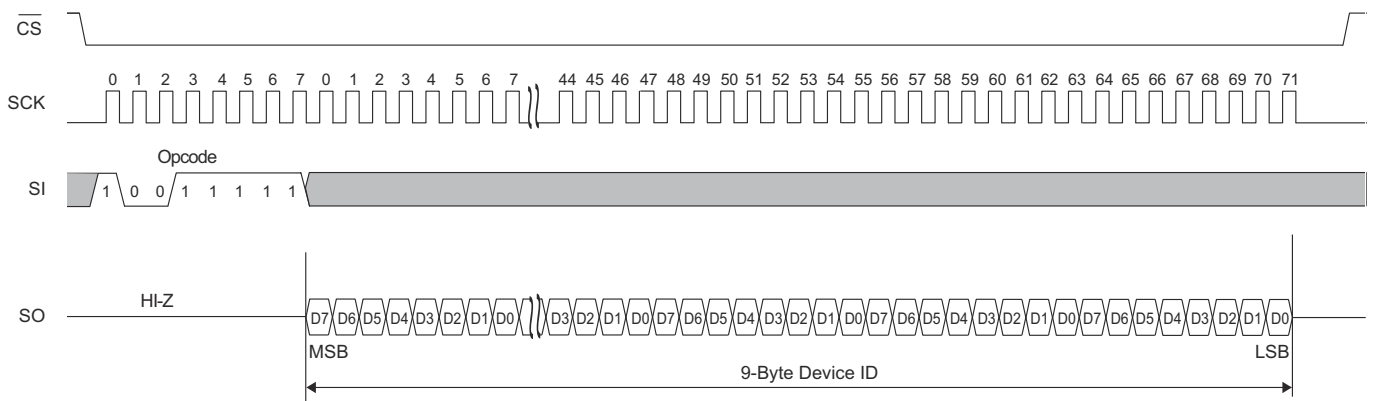 CS
0 1 2 3 4 5 6 7 0 1 2 3 4 5 6 7 44 45 46 47 48 49 50 51 52 53 54 55 56 57 58 59 60 61 62 63 64 65 66 67 68 69 70 71
SCK
Opcode
SI 1 0 0 1 1 1 1 1
HI-Z
SO D7 D6 D5 D4 D3 D2 D1 D0 D3 D2 D1 D0 D7 D6 D5 D4 D3 D2 D1 D0 D7 D6 D5 D4 D3 D2 D1 D0 D7 D6 D5 D4 D3 D2 D1 D0
MSB LSB
9-Byte Device ID